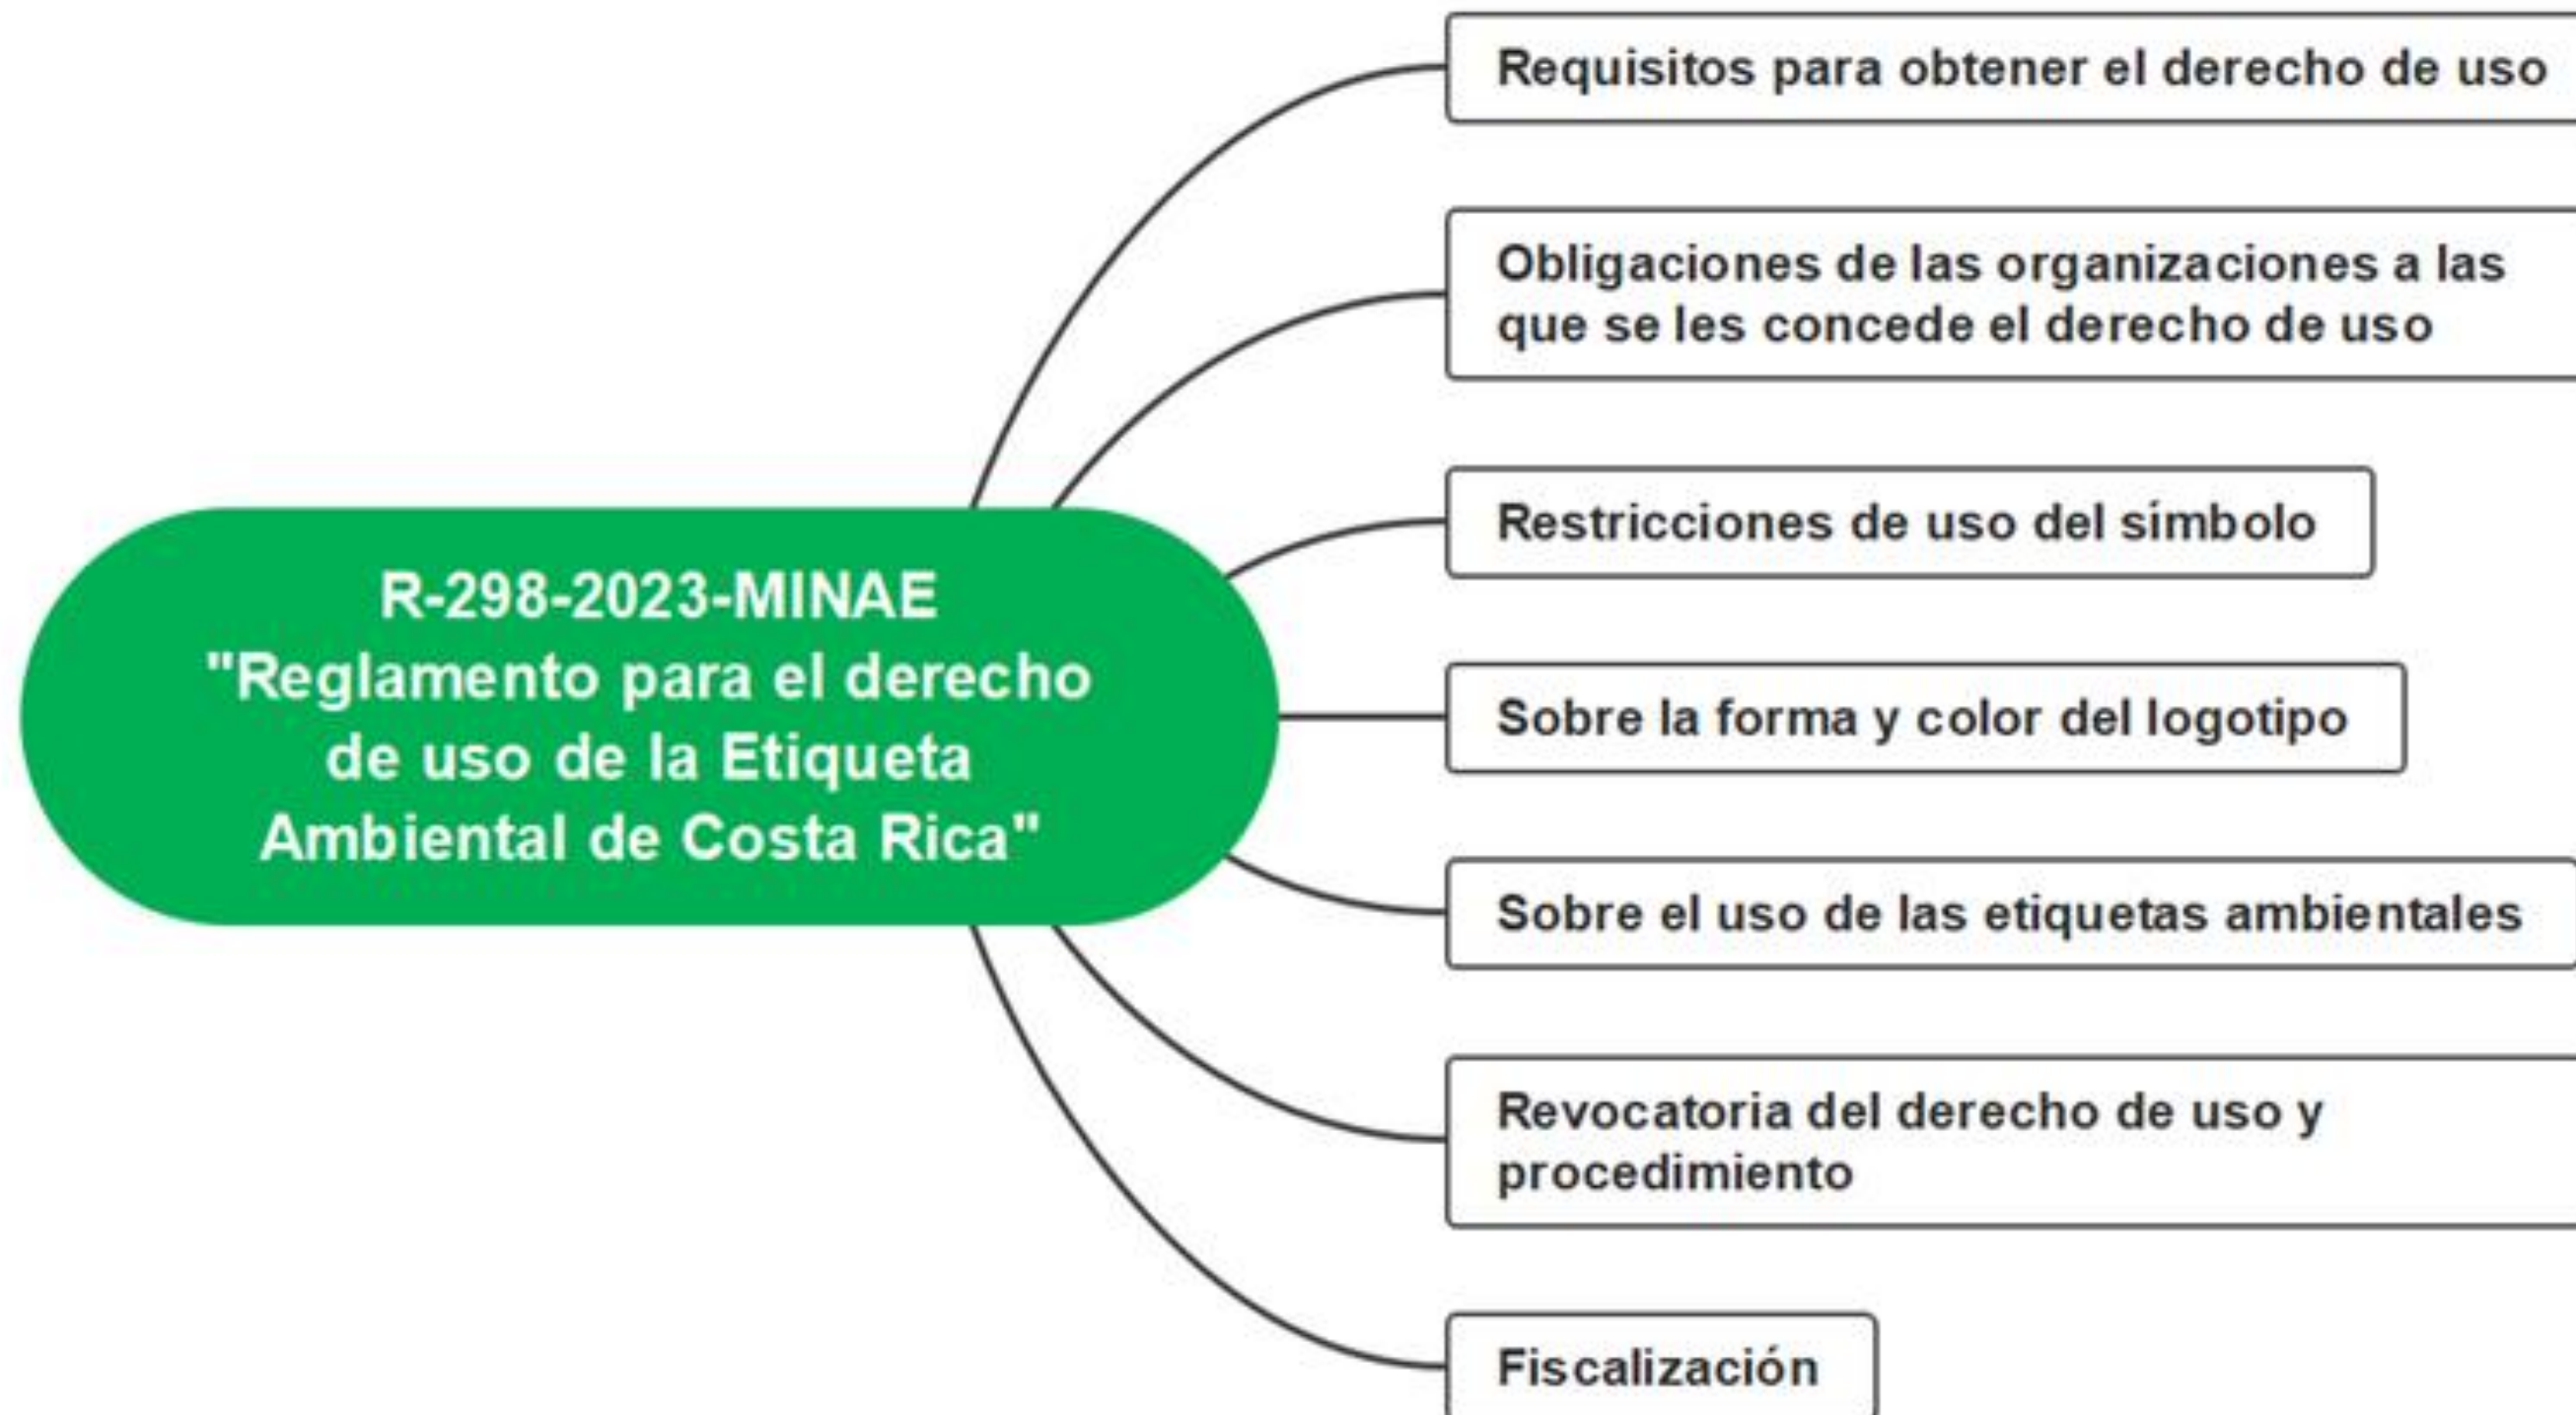 R-298-2023-MINAE
"Reglamento para el derecho
de uso de la Etiqueta
Ambiental de Costa Rica"
Requisitos para obtener el derecho de uso
Obligaciones de las organizaciones a las
que se les concede el derecho de uso
Restricciones de uso del símbolo
Sobre la forma y color del logotipo
Sobre el uso de las etiquetas ambientales
Revocatoria del derecho de uso y
procedimiento
Fiscalización